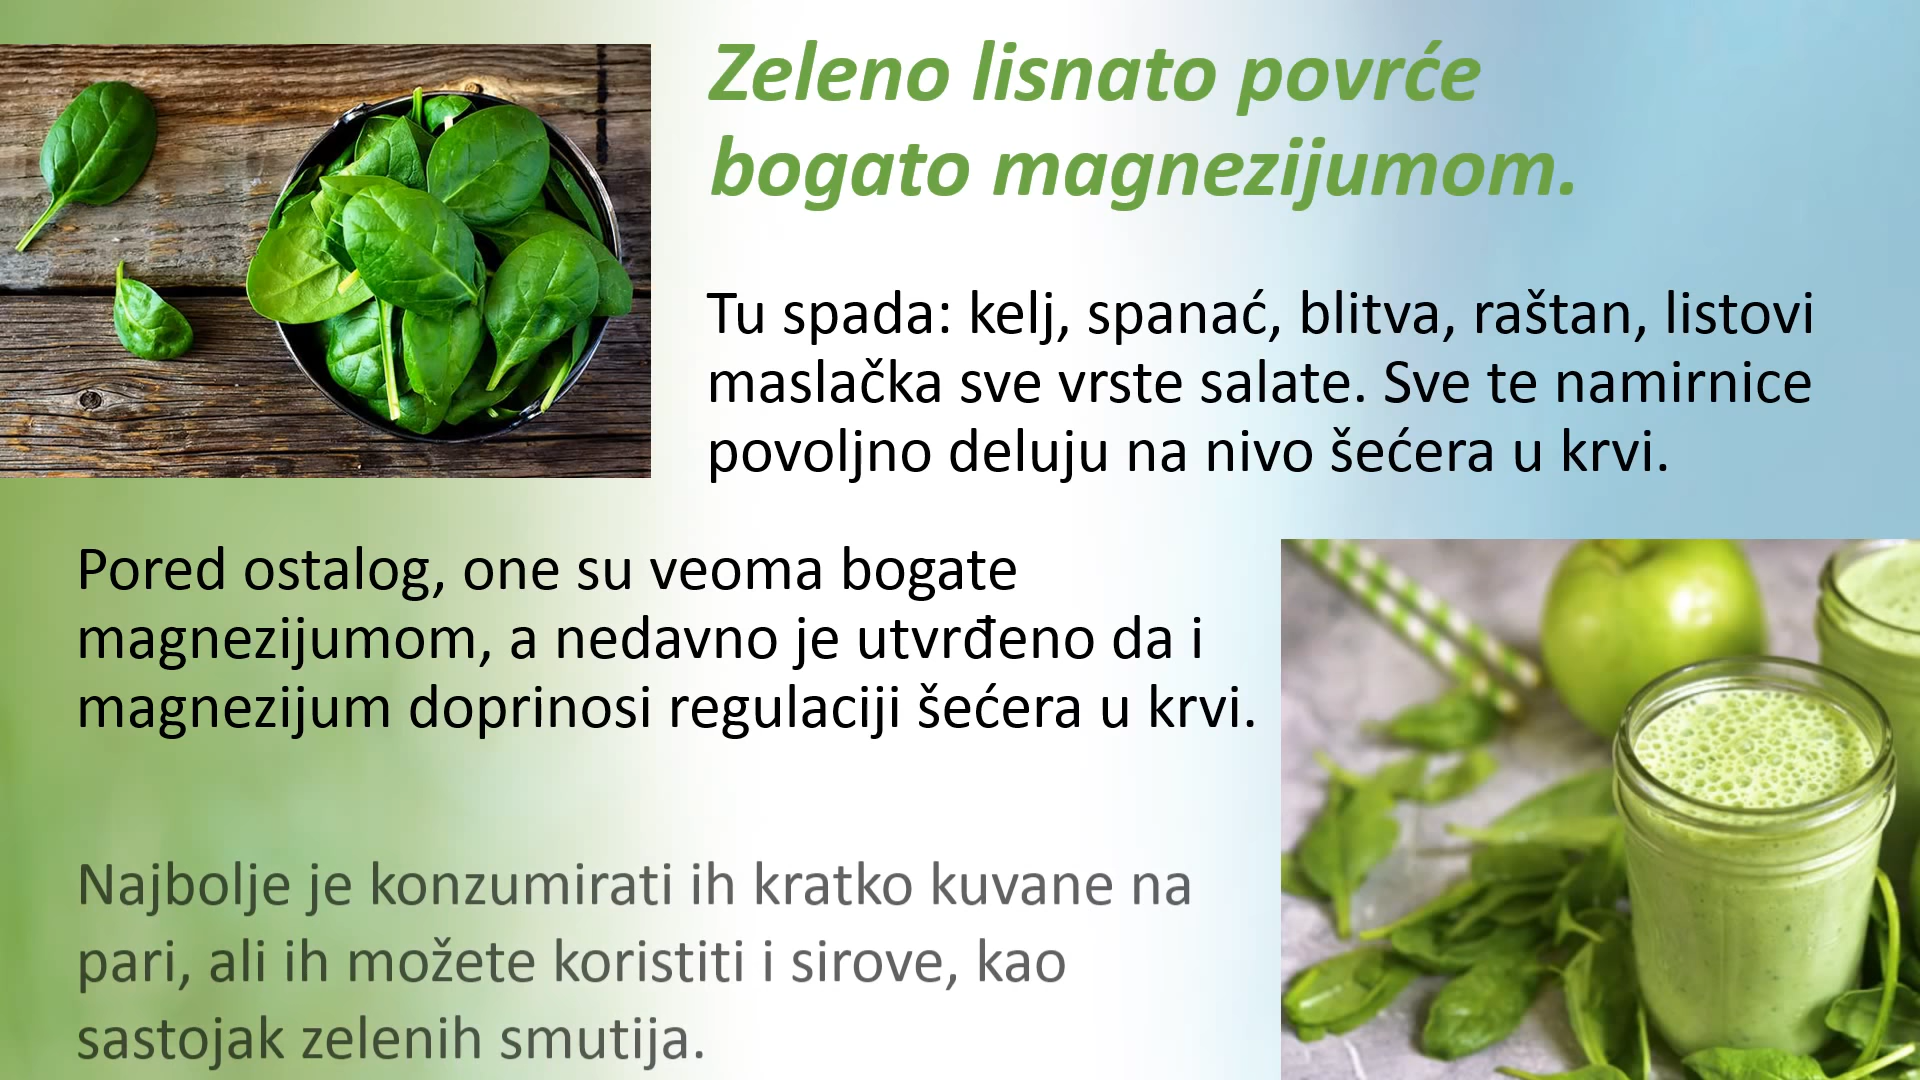 Zeleno lisnato povrće
bogato magnezijumom.
Tu spada: kelj, spanać, blitva, raštan, listovi
maslačka sve vrste salate. Sve te namirnice
povoljno deluju na nivo šećera u krvi.
Pored ostalog, one su veoma bogate
magnezijumom, a nedavno je utvrđeno da i
magnezijum doprinosi regulaciji šećera u krvi.
Najbolje je konzumirati ih kratko kuvane na
pari, ali ih možete koristiti i sirove, kao
sastojak zelenih smutija.